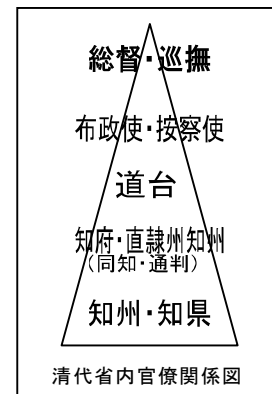 総督・巡撫
布政使・按察使
道台
知府・直隷州知州
（同知・通判）
知州・知県
清代省内官僚関係図